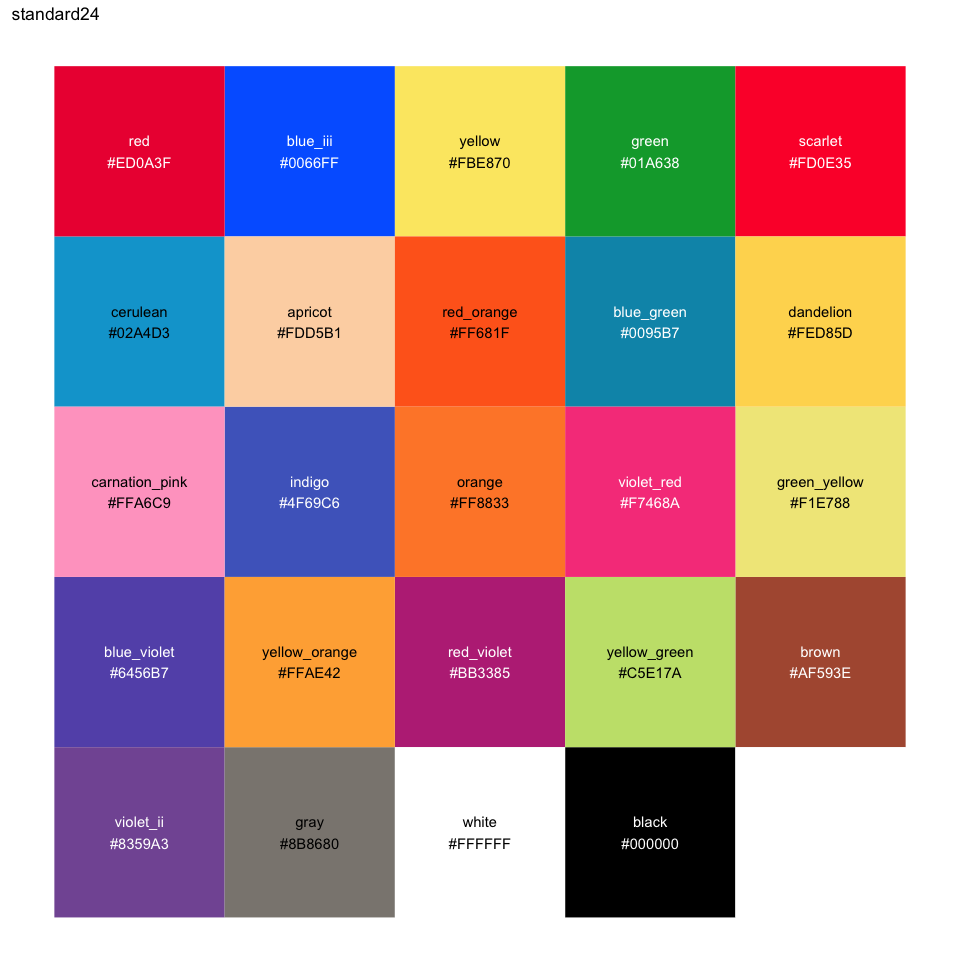 standard24
red
#ED0A3F
blue_iii
#0066FF
yellow
#FBE870
green
#01A638
scarlet
#FD0E35
cerulean
#02A4D3
apricot
#FDD5B1
red_orange
#FF681F
blue_green
#0095B7
dandelion
#FED85D
carnation_pink
#FFA6C9
indigo
#4F69C6
orange
#FF8833
violet_red
#F7468A
green_yellow
#F1E788
blue_violet
#6456B7
yellow_orange
#FFAE42
red_violet
#BB3385
yellow_green
#C5E17A
brown
#AF593E
violet_ii
#8359A3
gray
#8B8680
white
#FFFFFF
black
#000000